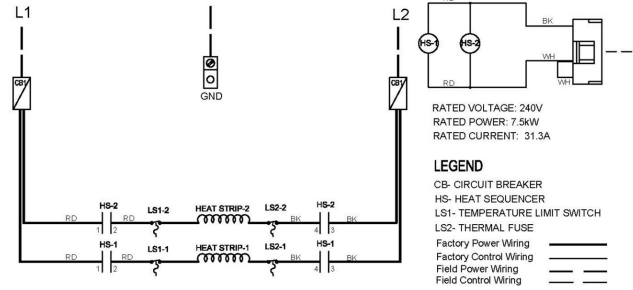 L1
L2
RD
BK
HS-1
HS-2
WH
WH
RD
CB1
GND
CB1
RATED VOLTAGE: 240V
RATED POWER: 7.5kW
RATED CURRENT: 31.3A
LEGEND
CB- CIRCUIT BREAKER
HS- HEAT SEQUENCER
LS1- TEMPERATURE LIMIT SWITCH
LS2- THERMAL FUSE
Factory Power Wiring
Factory Control Wiring
Field Power Wiring
Field Control Wiring
HS-2 LS1-2 HEAT STRIP-2 LS2-2 HS-2
RD RD BK BK
1 2 4 3
HS-1 LS1-1 HEAT STRIP-1 LS2-1 HS-1
RD RD BK BK
1 2 4 3